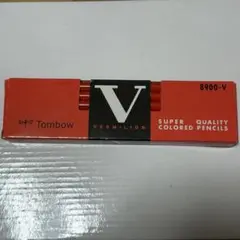 8900-V
Tombow
V
VERMILION
SUPER QUALITY
COLORED PENCILS